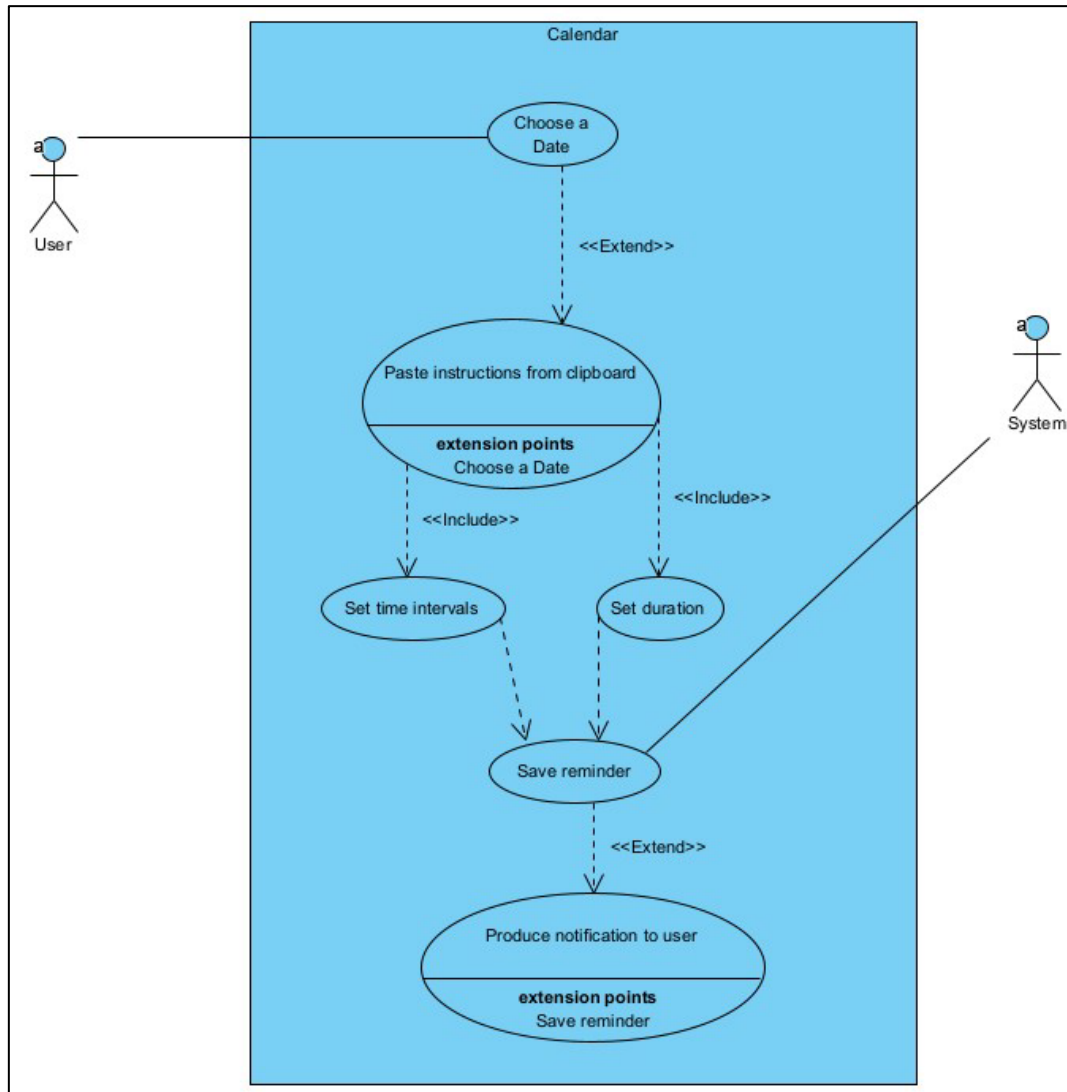 Calendar
Choose a
Date
a
User
<<Extend>>
a
System
Paste instructions from clipboard
extension points
Choose a Date
<<Include>>
<<Include>>
Set time intervals
Set duration
Save reminder
<<Extend>>
Produce notification to user
extension points
Save reminder